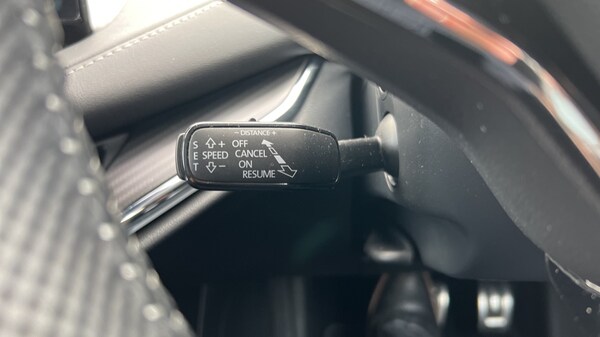 - DISTANCE +
S + OFF
E SPEED CANCEL
T - ON
RESUME